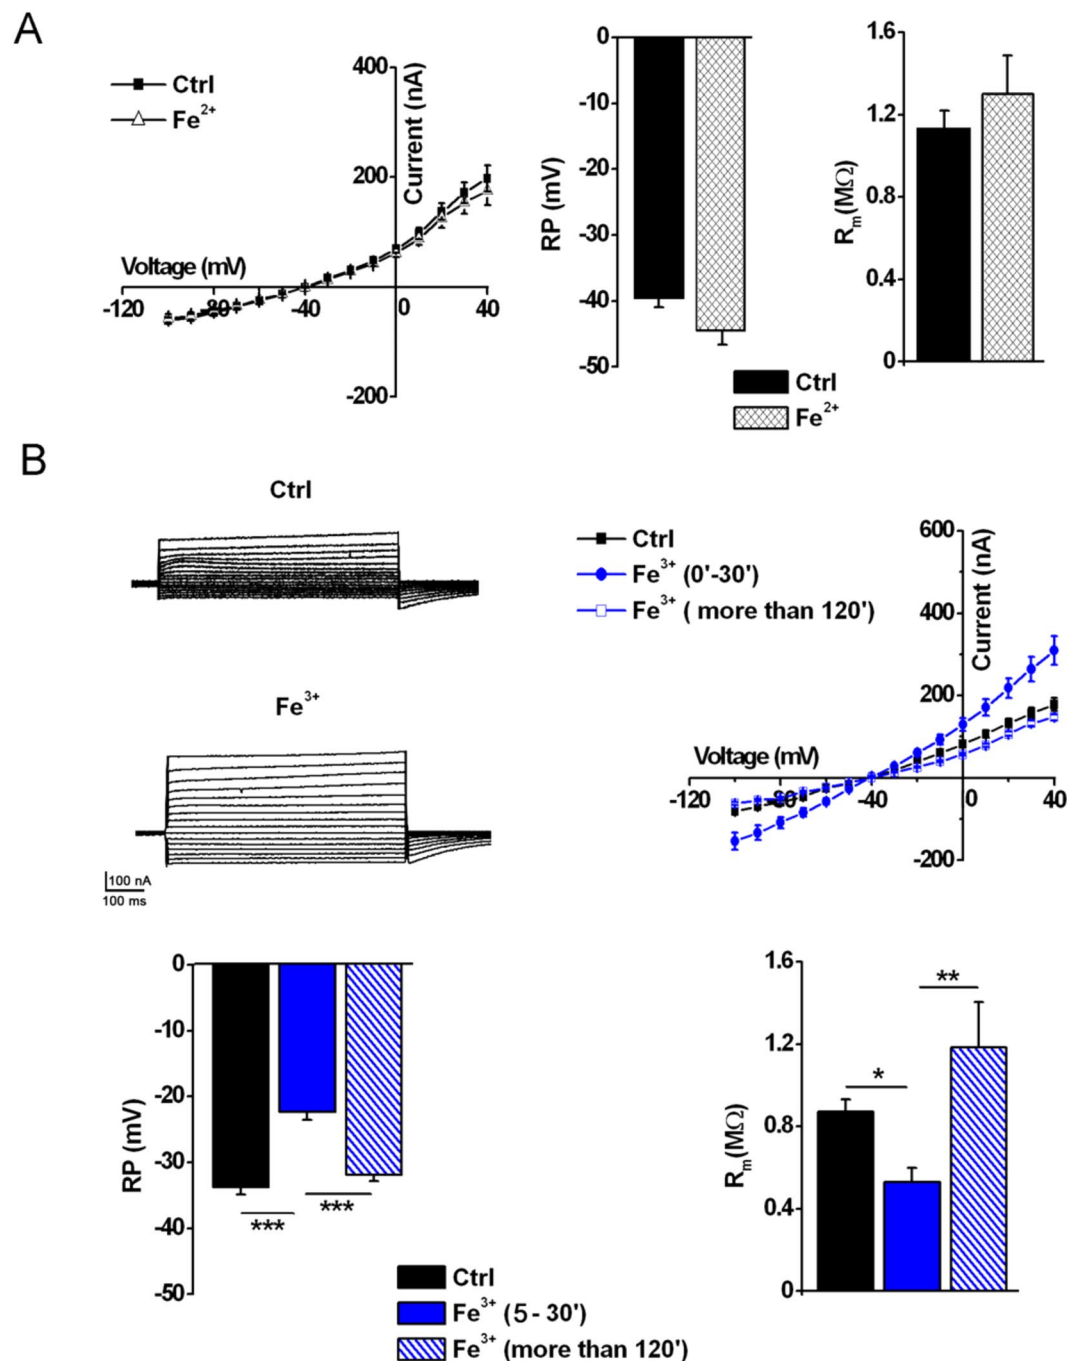 A
Ctrl
Fe2+
400
200
-200
Current (nA)
Voltage (mV)
-120
-80
-40
0
40
0
-10
-20
-30
-40
-50
RP (mV)
1.6
1.2
0.8
0.4
0
Rm(MΩ)
Ctrl
Fe2+
B
Ctrl
Fe3+
100 nA
100 ms
Ctrl
Fe3+ (0'-30')
Fe3+ ( more than 120')
600
400
200
-200
Current (nA)
Voltage (mV)
-120
-80
-40
0
40
0
-10
-20
-30
-40
-50
RP (mV)
***
***
1.6
1.2
0.8
0.4
0
Rm(MΩ)
*
**
Ctrl
Fe3+ (5 - 30')
Fe3+ (more than 120')